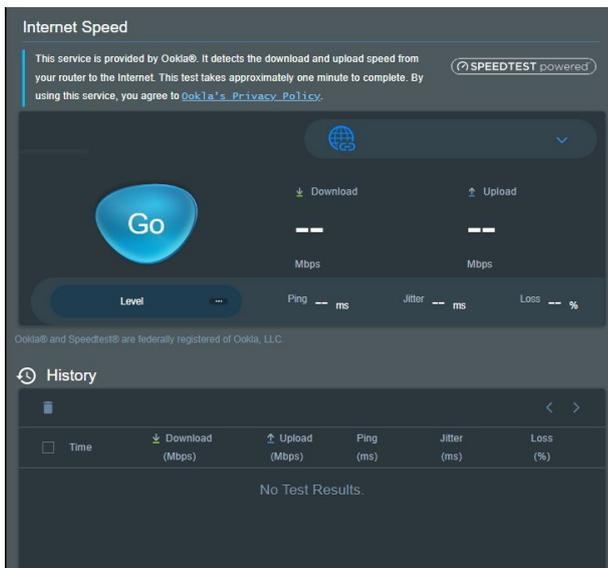 Internet Speed
This service is provided by Ookla®. It detects the download and upload speed from
your router to the Internet. This test takes approximately one minute to complete. By
using this service, you agree to Ookla's Privacy Policy.
SPEEDTEST powered
Go
Download
Upload
--
--
Mbps
Mbps
Level ...
Ping -- ms
Jitter -- ms
Loss -- %
Ookla® and Speedtest® are federally registered of Ookla, LLC.
History
Time
Download
(Mbps)
Upload
(Mbps)
Ping
(ms)
Jitter
(ms)
Loss
(%)
No Test Results.